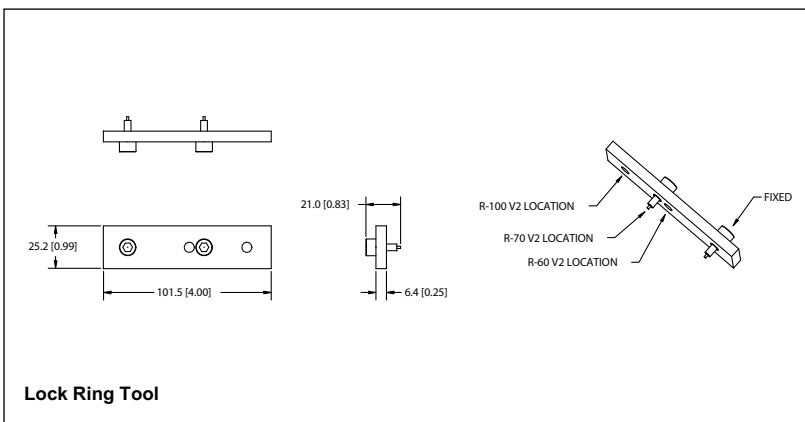 21.0 [0.83]
25.2 [0.99]
101.5 [4.00]
6.4 [0.25]
R-100 V2 LOCATION
R-70 V2 LOCATION
R-60 V2 LOCATION
FIXED
Lock Ring Tool